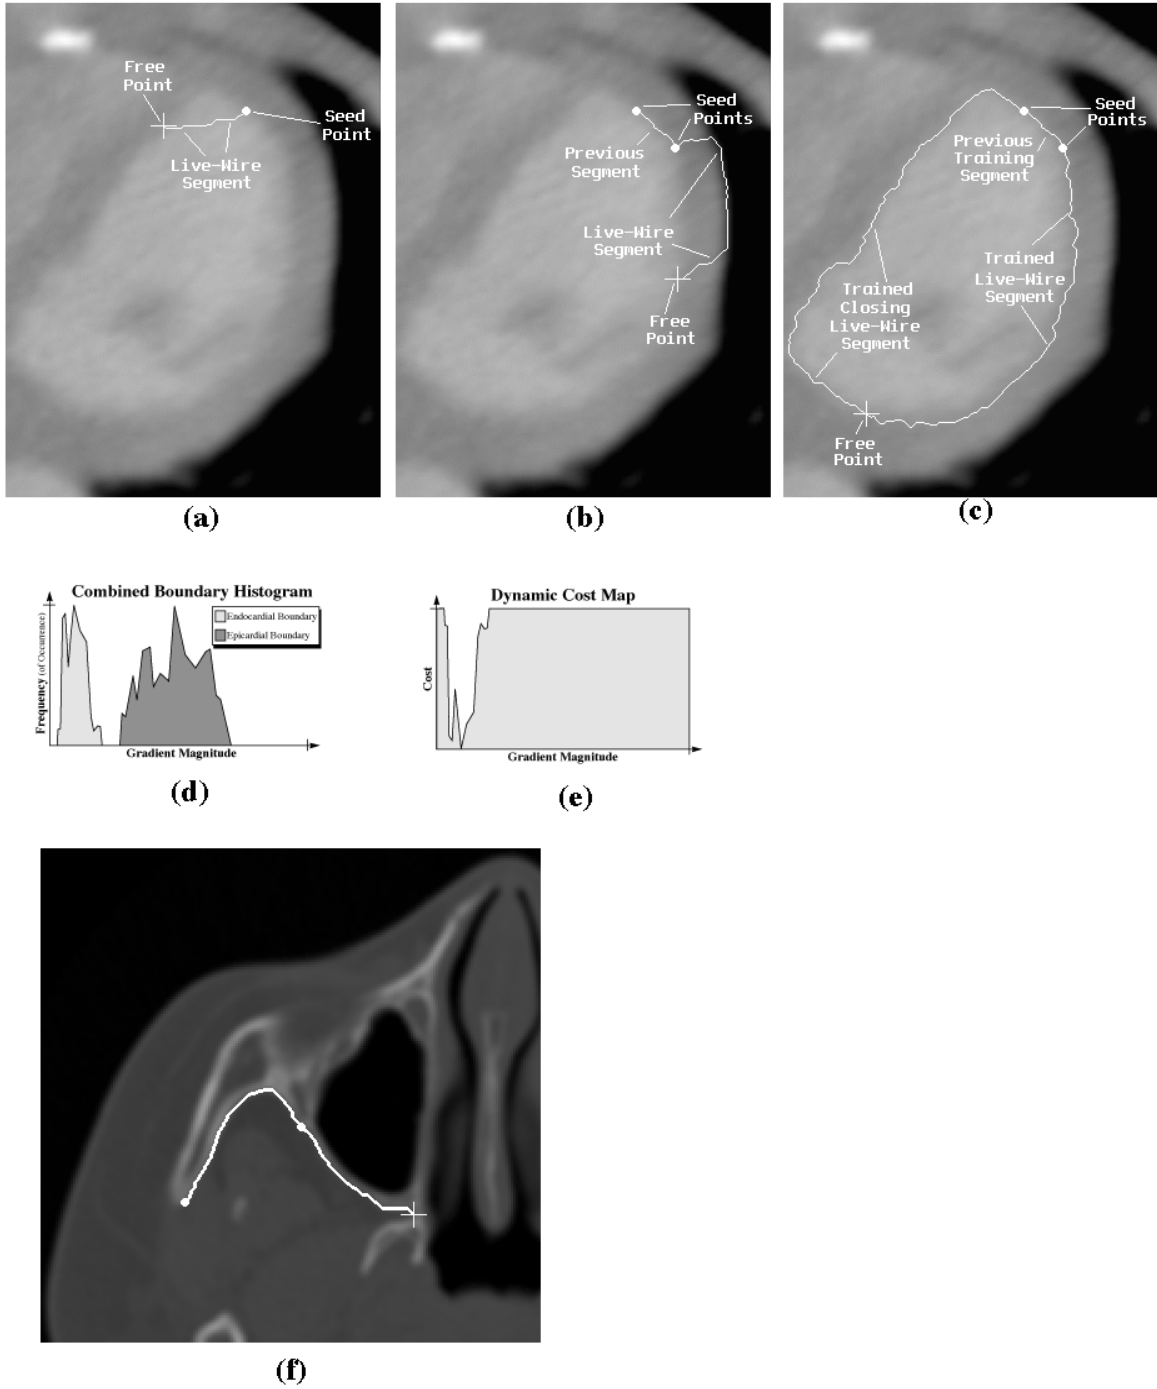 Free
Point
Seed
Point
Live-Wire
Segment
(a)
Seed
Points
Previous
Segment
Live-Wire
Segment
Free
Point
(b)
Seed
Points
Previous
Training
Segment
Trained
Live-Wire
Segment
Trained
Closing
Live-Wire
Segment
Free
Point
(c)
Combined Boundary Histogram
Frequency (of Occurrence)
Endocardial Boundary
Epicardial Boundary
Gradient Magnitude
(d)
Dynamic Cost Map
Cost
Gradient Magnitude
(e)
(f)